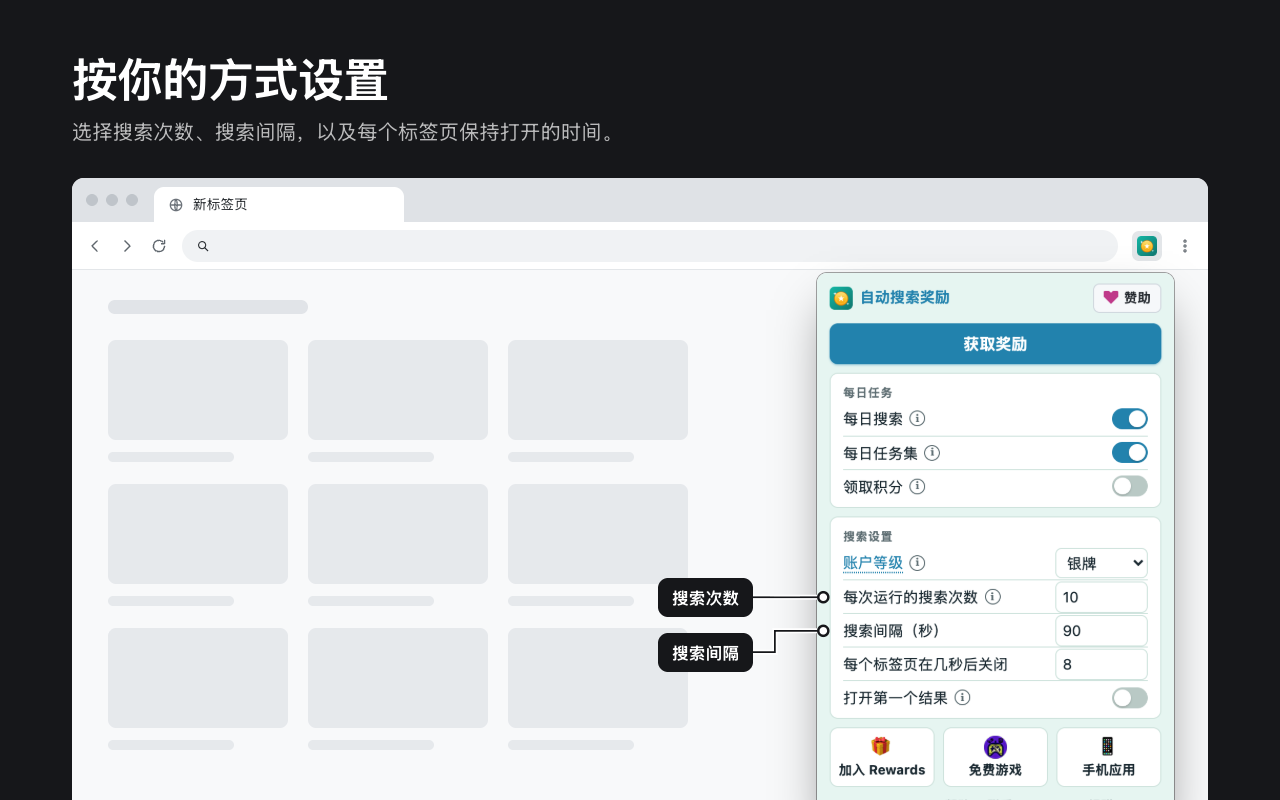 按你的方式设置
选择搜索次数、搜索间隔，以及每个标签页保持打开的时间。
新标签页
自动搜索奖励
赞助
获取奖励
每日任务
每日搜索
每日任务集
领取积分
搜索设置
账户等级
银牌
搜索次数
每次运行的搜索次数
10
搜索间隔（秒）
90
搜索间隔
每个标签页在几秒后关闭
8
打开第一个结果
加入 Rewards
免费游戏
手机应用